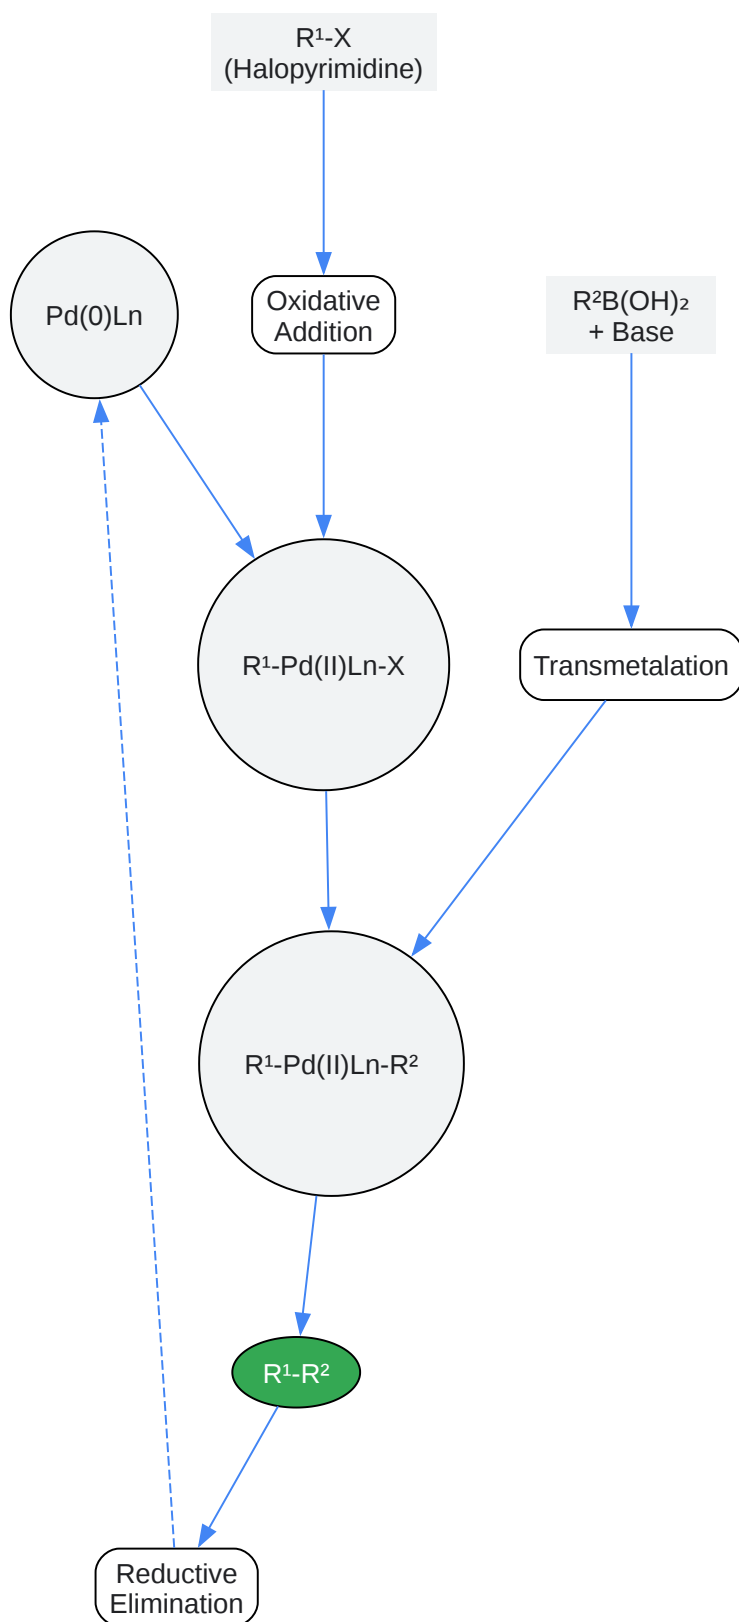 R¹-X
(Halopyrimidine)
Pd(0)Ln
Oxidative
Addition
R²B(OH)₂
+ Base
R¹-Pd(II)Ln-X
Transmetalation
R¹-Pd(II)Ln-R²
R¹-R²
Reductive
Elimination